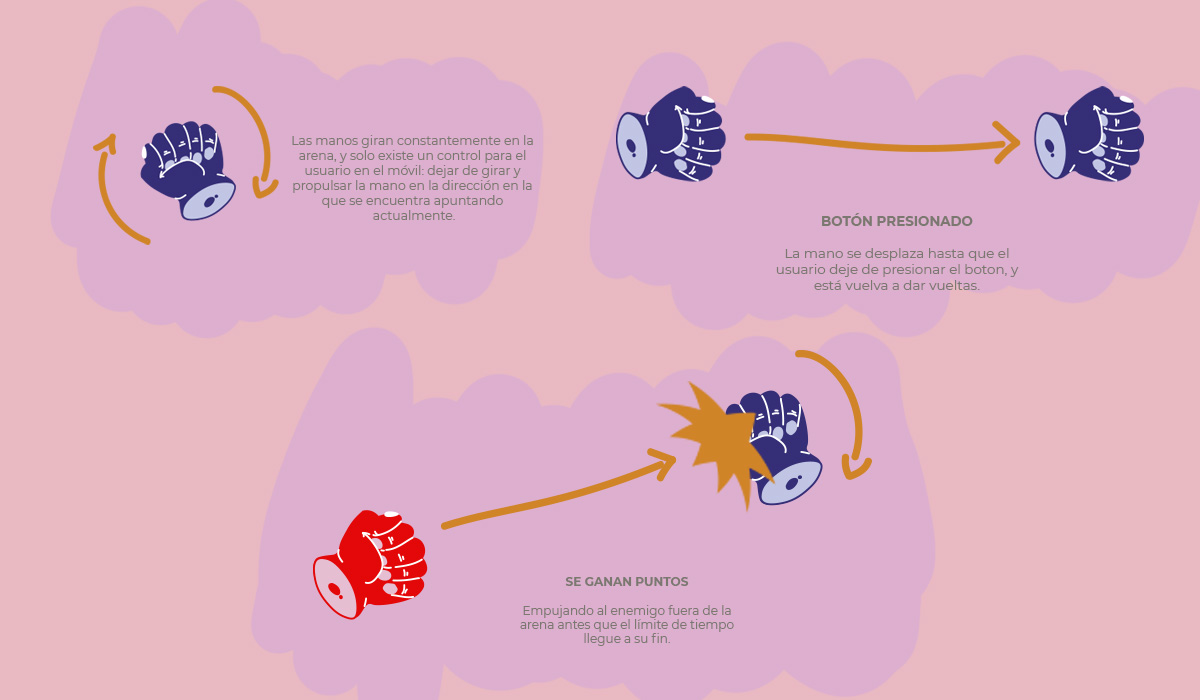 Las manos giran constantemente en la
arena, y solo existe un control para el
usuario en el móvil: dejar de girar y
propulsar la mano en la dirección en la
que se encuentra apuntando
actualmente.
BOTÓN PRESIONADO
La mano se desplaza hasta que el
usuario deje de presionar el boton, y
está vuelva a dar vueltas.
SE GANAN PUNTOS
Empujando al enemigo fuera de la
arena antes que el límite de tiempo
llegue a su fin.